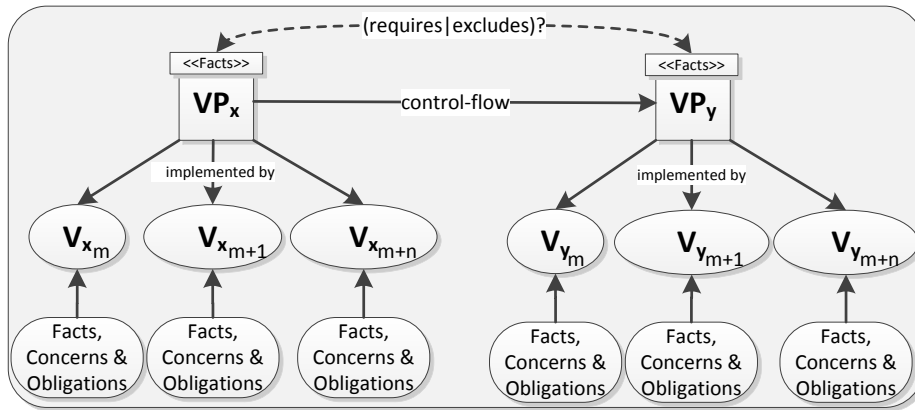 (requires|excludes)?
<<Facts>>
<<Facts>>
VPx
control-flow
VPy
implemented by
implemented by
Vxm
Vxm+1
Vxm+n
Vym
Vym+1
Vym+n
Facts,
Concerns &
Obligations
Facts,
Concerns &
Obligations
Facts,
Concerns &
Obligations
Facts,
Concerns &
Obligations
Facts,
Concerns &
Obligations
Facts,
Concerns &
Obligations